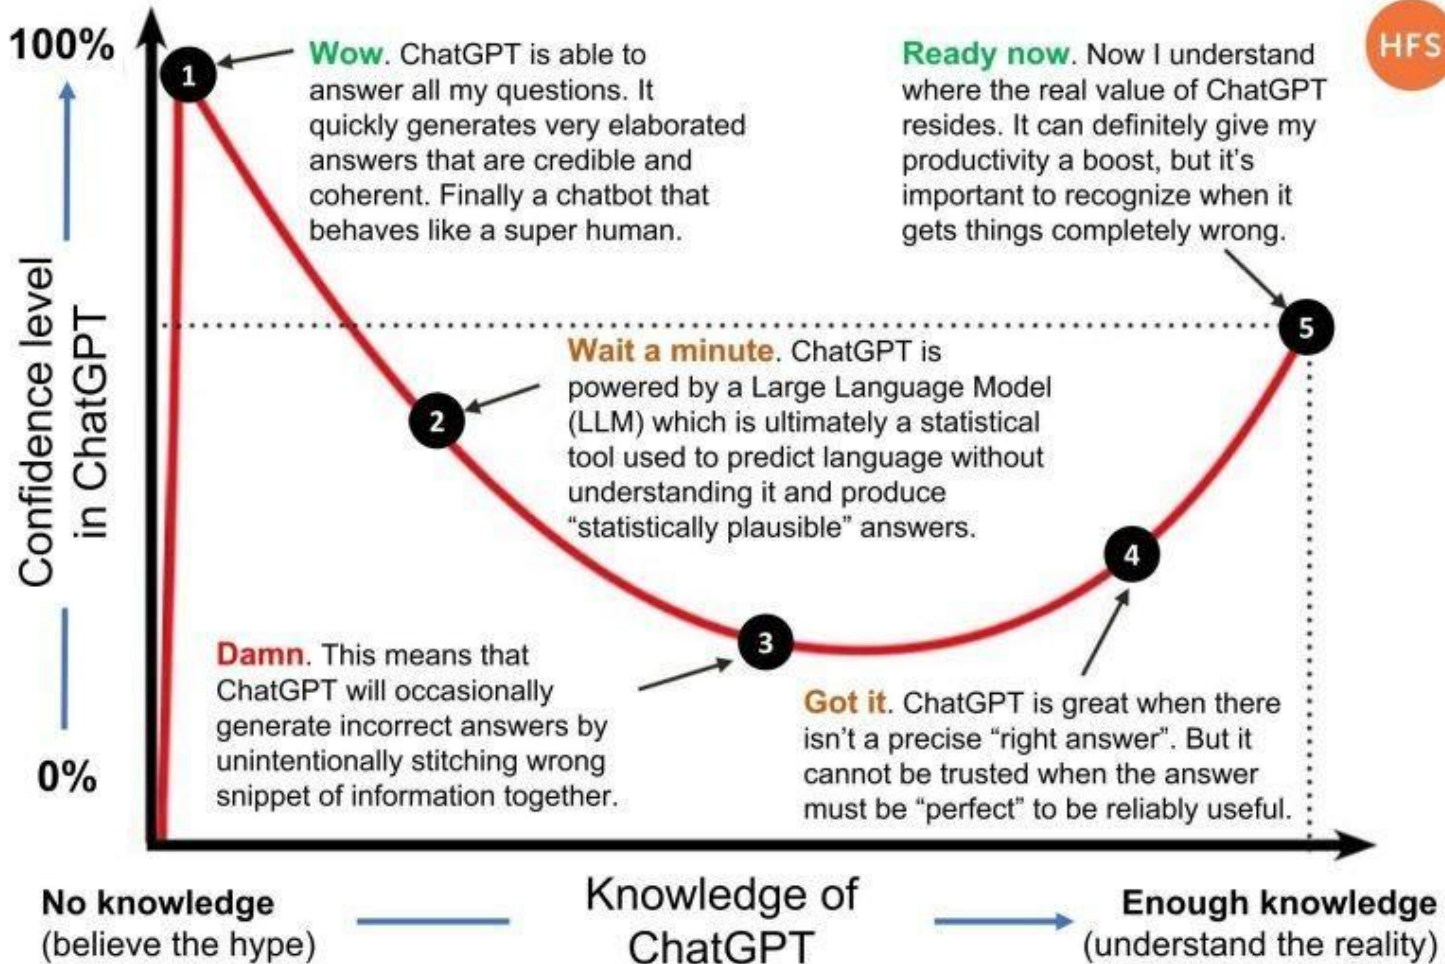 100%
0%
Confidence level
in ChatGPT
1
Wow. ChatGPT is able to
answer all my questions. It
quickly generates very elaborated
answers that are credible and
coherent. Finally a chatbot that
behaves like a super human.
Ready now. Now I understand
where the real value of ChatGPT
resides. It can definitely give my
productivity a boost, but it's
important to recognize when it
gets things completely wrong.
HFS
5
2
Wait a minute. ChatGPT is
powered by a Large Language Model
(LLM) which is ultimately a statistical
tool used to predict language without
understanding it and produce
“statistically plausible” answers.
4
3
Damn. This means that
ChatGPT will occasionally
generate incorrect answers by
unintentionally stitching wrong
snippet of information together.
Got it. ChatGPT is great when there
isn't a precise “right answer”. But it
cannot be trusted when the answer
must be “perfect” to be reliably useful.
No knowledge
(believe the hype)
Knowledge of
ChatGPT
Enough knowledge
(understand the reality)